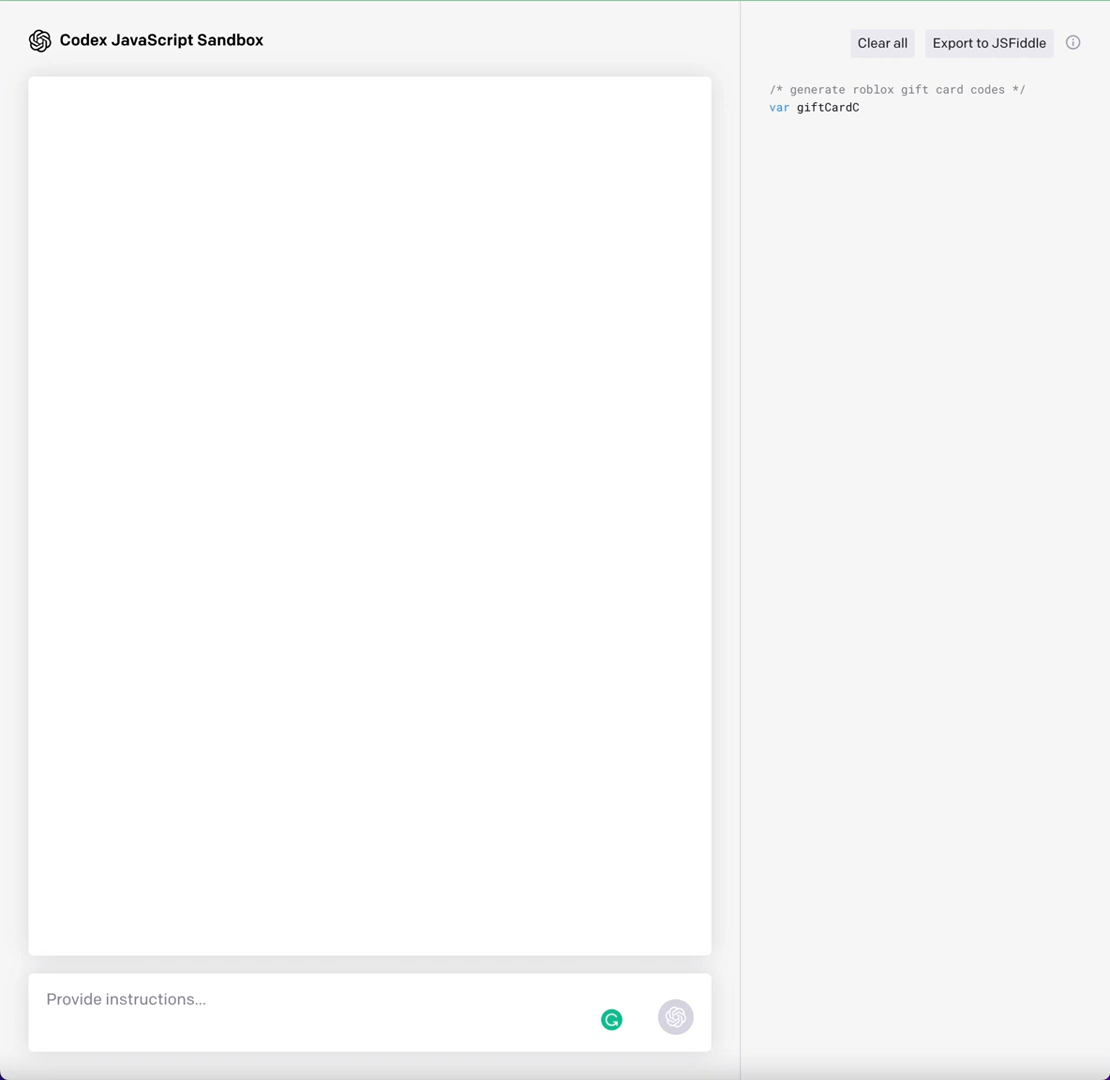 Codex JavaScript Sandbox
Clear all
Export to JSFiddle
/* generate roblox gift card codes */
var giftCardC
Provide instructions...